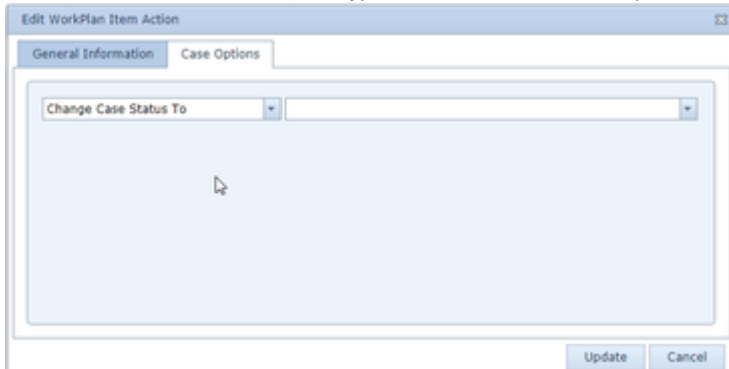 Edit WorkPlan Item Action
General Information Case Options
Change Case Status To
Update Cancel